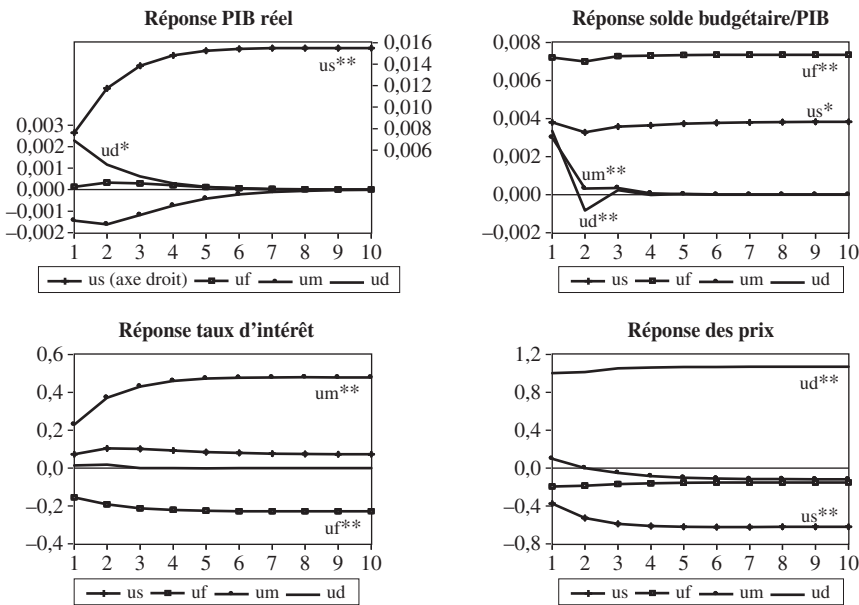 Réponse PIB réel
0,016
0,014
0,012
0,010
0,008
0,006
us**
0,003
0,002
0,001
0,000
–0,001
–0,002
ud*
1 2 3 4 5 6 7 8 9 10
us (axe droit) uf um ud
Réponse solde budgétaire/PIB
0,008
0,006
0,004
0,002
0,000
–0,002
uf**
us*
um**
ud**
1 2 3 4 5 6 7 8 9 10
us uf um ud
Réponse taux d'intérêt
0,6
0,4
0,2
0,0
–0,2
–0,4
um**
uf**
1 2 3 4 5 6 7 8 9 10
us uf um ud
Réponse des prix
1,2
0,8
0,4
0,0
–0,4
–0,8
ud**
us**
1 2 3 4 5 6 7 8 9 10
us uf um ud